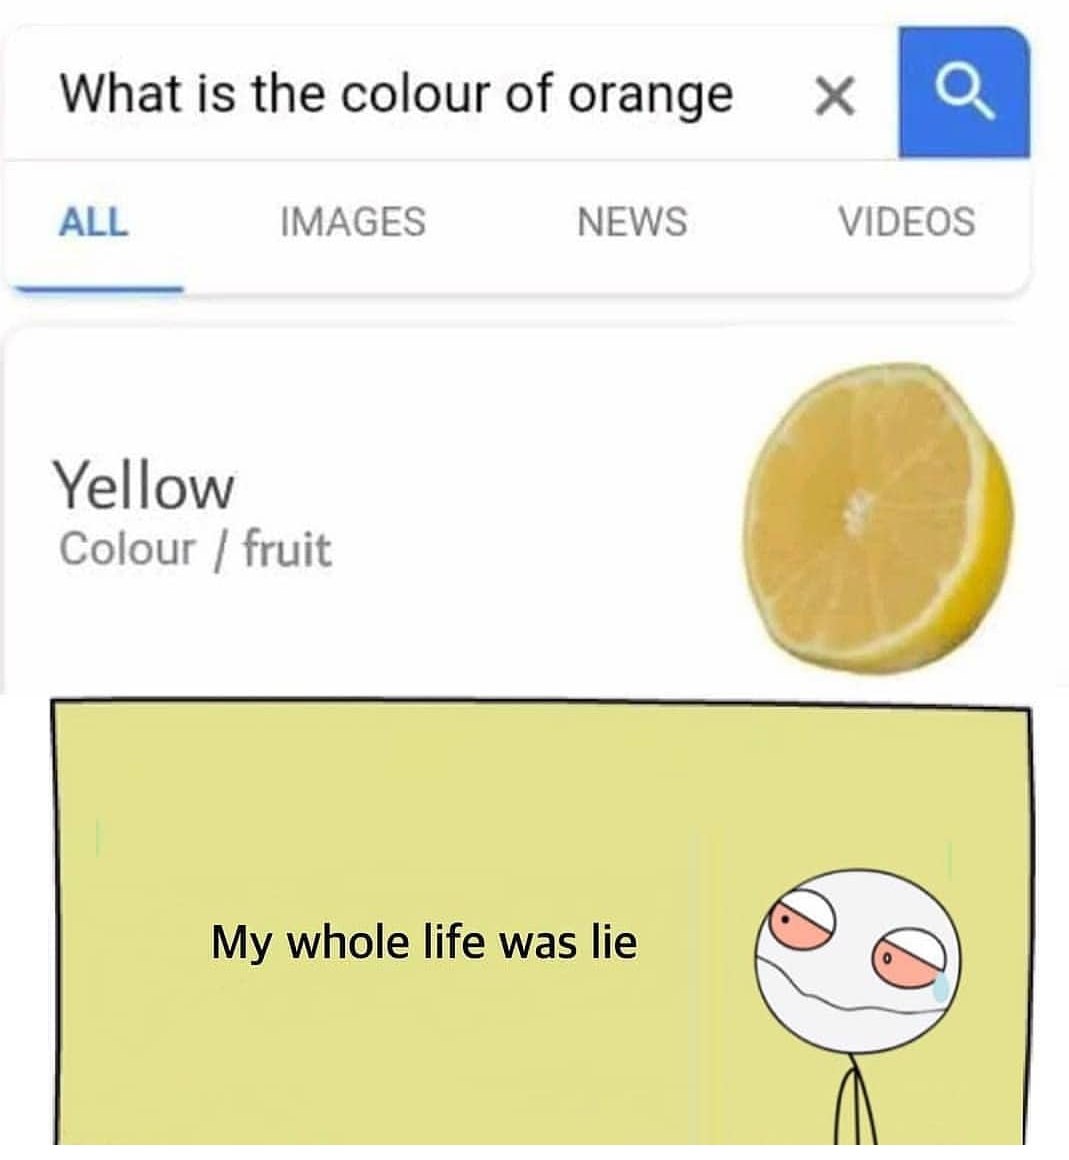 What is the colour of orange
ALL IMAGES NEWS VIDEOS
Yellow
Colour / fruit
My whole life was lie